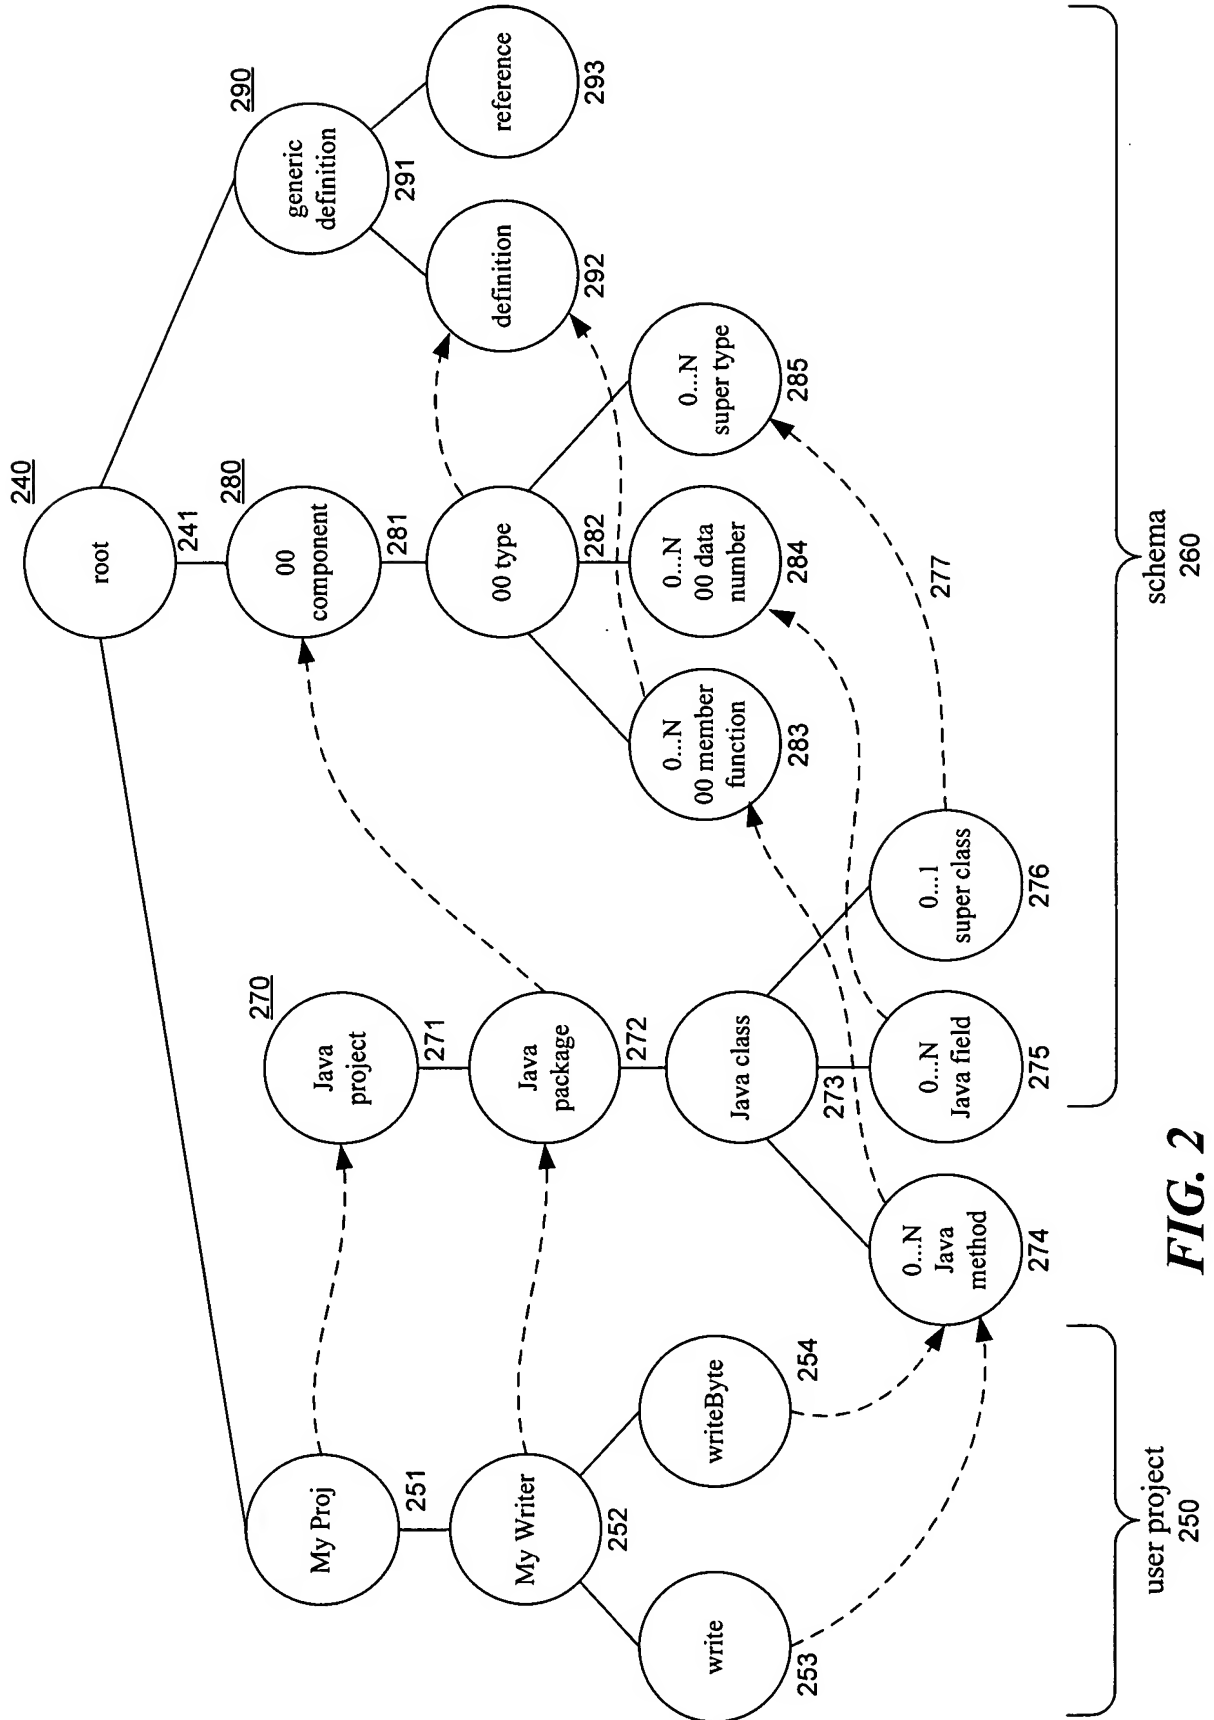 240
root
241
280
00
component
281
00 type
282
0...N
00 member
function
283
0...N
00 data
number
284
0...N
super type
285
290
generic
definition
291
definition
292
reference
293
270
Java
project
271
Java
package
272
Java class
273
0...N
Java
method
274
0...N
Java field
275
0...1
super class
276
277
My Proj
251
My Writer
252
write
253
writeByte
254
user project
250
schema
260
FIG. 2